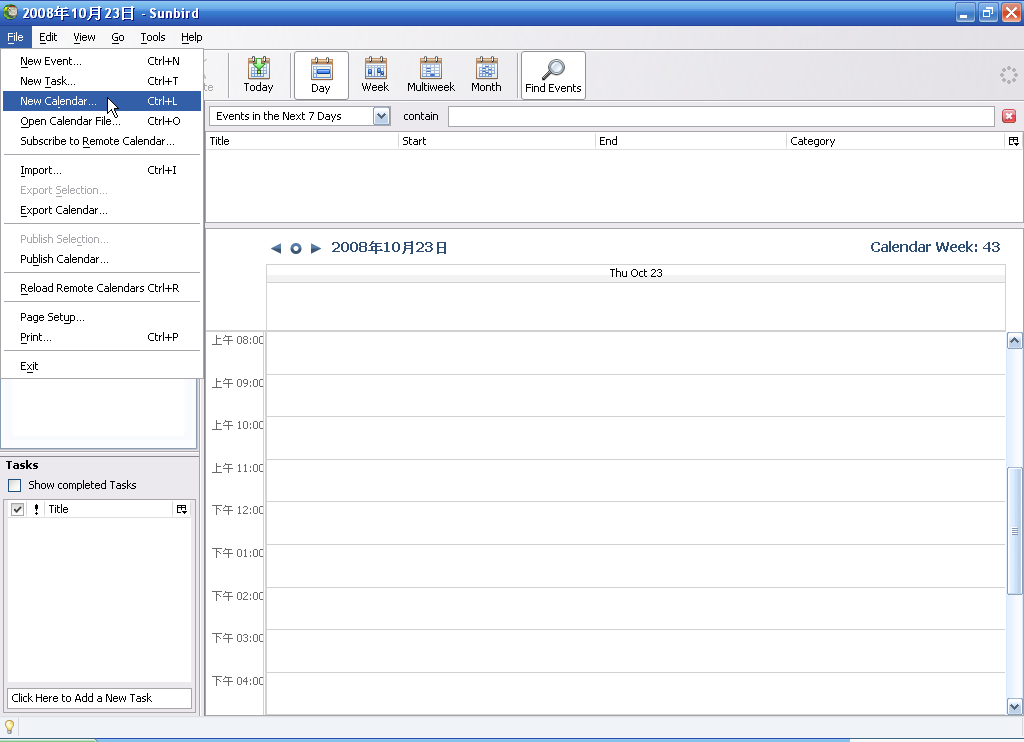 2008年10月23日 - Sunbird
File Edit View Go Tools Help
New Event... Ctrl+N
New Task... Ctrl+T
New Calendar... Ctrl+L
Open Calendar File... Ctrl+O
Subscribe to Remote Calendar...
Import... Ctrl+I
Export Selection...
Export Calendar...
Publish Selection...
Publish Calendar...
Reload Remote Calendars Ctrl+R
Page Setup...
Print... Ctrl+P
Exit
Today Day Week Multiweek Month Find Events
Events in the Next 7 Days contain
Title Start End Category
2008年10月23日 Calendar Week: 43
Thu Oct 23
上午 08:00
上午 09:00
上午 10:00
上午 11:00
下午 12:00
下午 01:00
下午 02:00
下午 03:00
下午 04:00
Tasks
Show completed Tasks
! Title
Click Here to Add a New Task